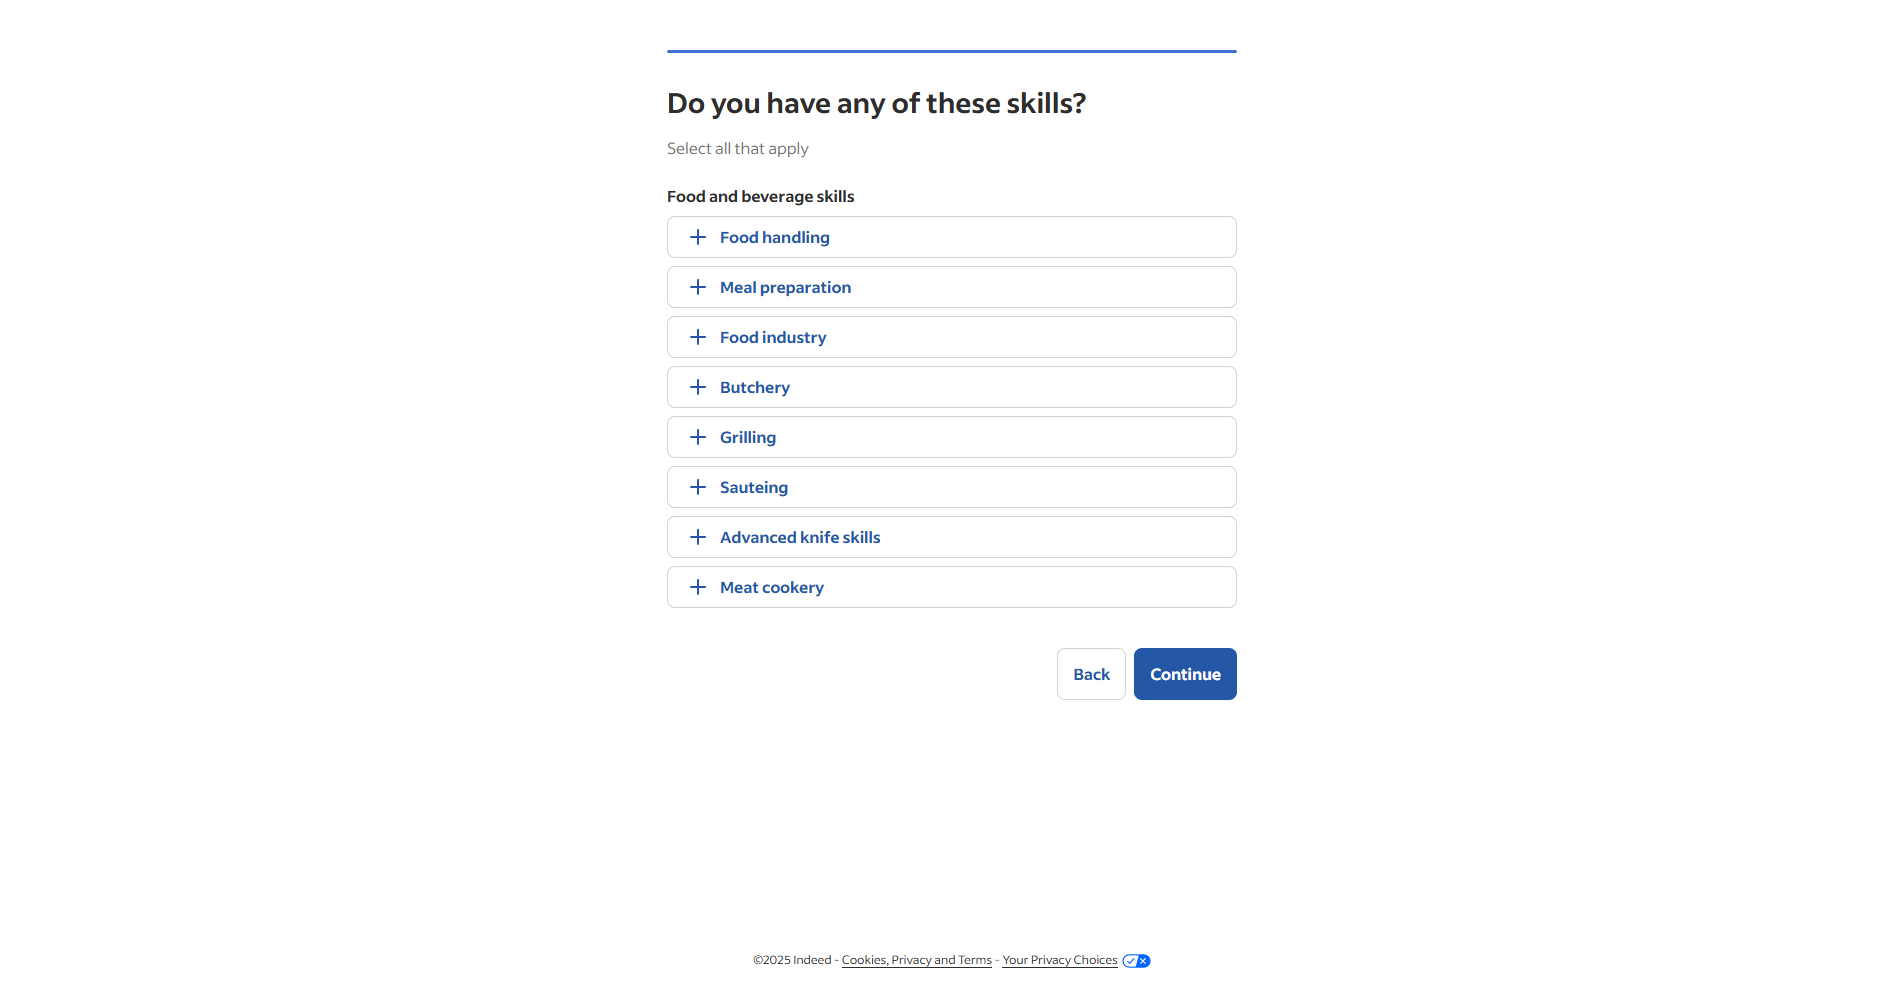 Do you have any of these skills?
Select all that apply
Food and beverage skills
Food handling
Meal preparation
Food industry
Butchery
Grilling
Sauteing
Advanced knife skills
Meat cookery
Back Continue
©2025 Indeed - Cookies, Privacy and Terms - Your Privacy Choices